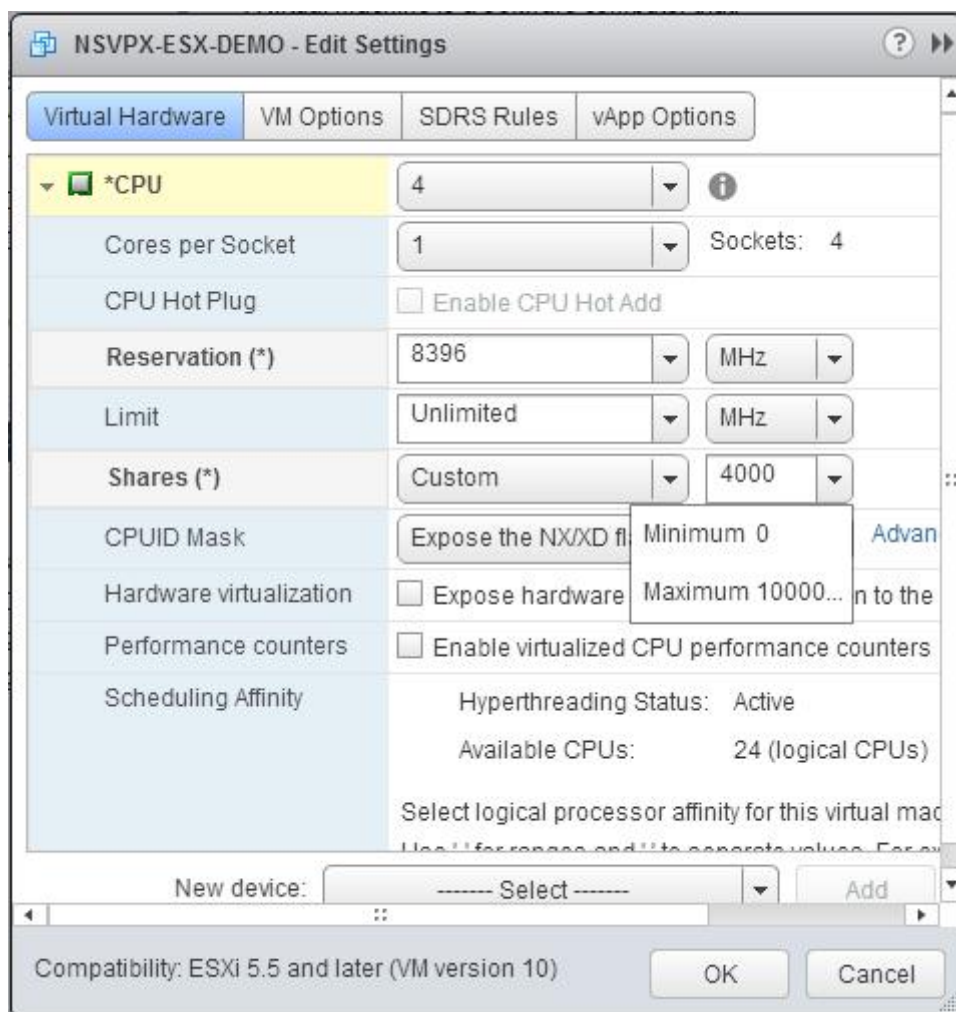 NSVPX-ESX-DEMO - Edit Settings ?
Virtual Hardware VM Options SDRS Rules vApp Options
*CPU 4
Cores per Socket 1 Sockets: 4
CPU Hot Plug Enable CPU Hot Add
Reservation (*) 8396 MHz
Limit Unlimited MHz
Shares (*) Custom 4000
Minimum 0
CPUID Mask Expose the NX/XD fl Advan
Maximum 10000...
Hardware virtualization Expose hardware n to the
Performance counters Enable virtualized CPU performance counters
Scheduling Affinity Hyperthreading Status: Active
Available CPUs: 24 (logical CPUs)
Select logical processor affinity for this virtual mac
New device: ------- Select ------- Add
Compatibility: ESXi 5.5 and later (VM version 10) OK Cancel